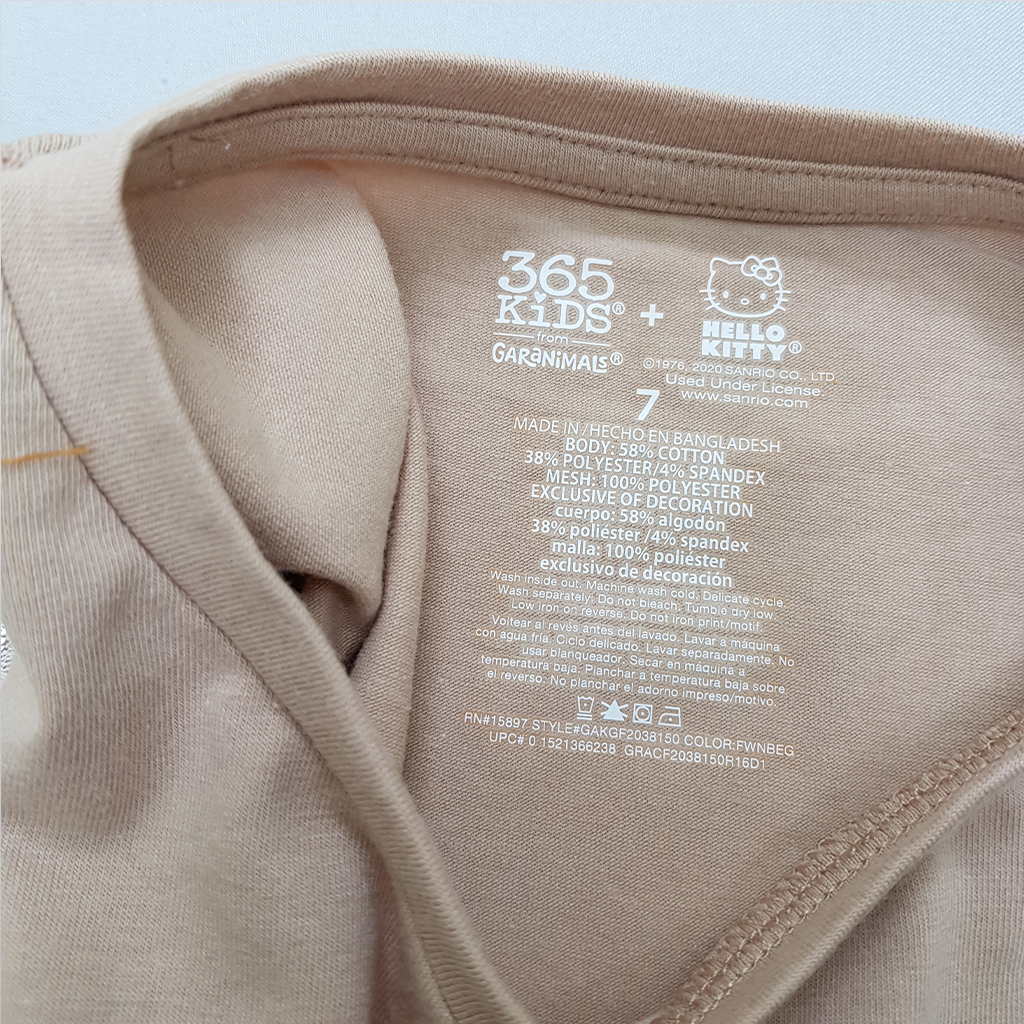 365
KiDS®
from
GARaNiMALS®
+
HELLO
KITTY®
©1976, 2020 SANRIO CO., LTD.
Used Under License.
www.sanrio.com
7
MADE IN /HECHO EN BANGLADESH
BODY: 58% COTTON
38% POLYESTER/4% SPANDEX
MESH: 100% POLYESTER
EXCLUSIVE OF DECORATION
cuerpo: 58% algodón
38% poliéster /4% spandex
malla: 100% poliéster
exclusivo de decoración
Wash inside out. Machine wash cold. Delicate cycle.
Wash separately. Do not bleach. Tumble dry low.
Low iron on reverse. Do not iron print/motif.
Voltear al revés antes del lavado. Lavar a maquina
con agua fría. Ciclo delicado. Lavar separadamente. No
usar blanqueador. Secar en máquina a
temperatura baja. Planchar a temperatura baja sobre
el reverso. No planchar el adorno impreso/motivo.
RN#15897 STYLE#GAKGF2038150 COLOR:FWNBEG
UPC# 0 1521366238 GRACF2038150R16D1